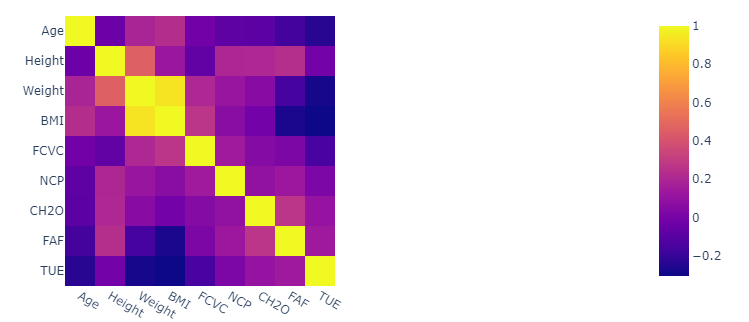 Age
Height
Weight
BMI
FCVC
NCP
CH2O
FAF
TUE
Age
Height
Weight
BMI
FCVC
NCP
CH2O
FAF
TUE
1
0.8
0.6
0.4
0.2
0
−0.2